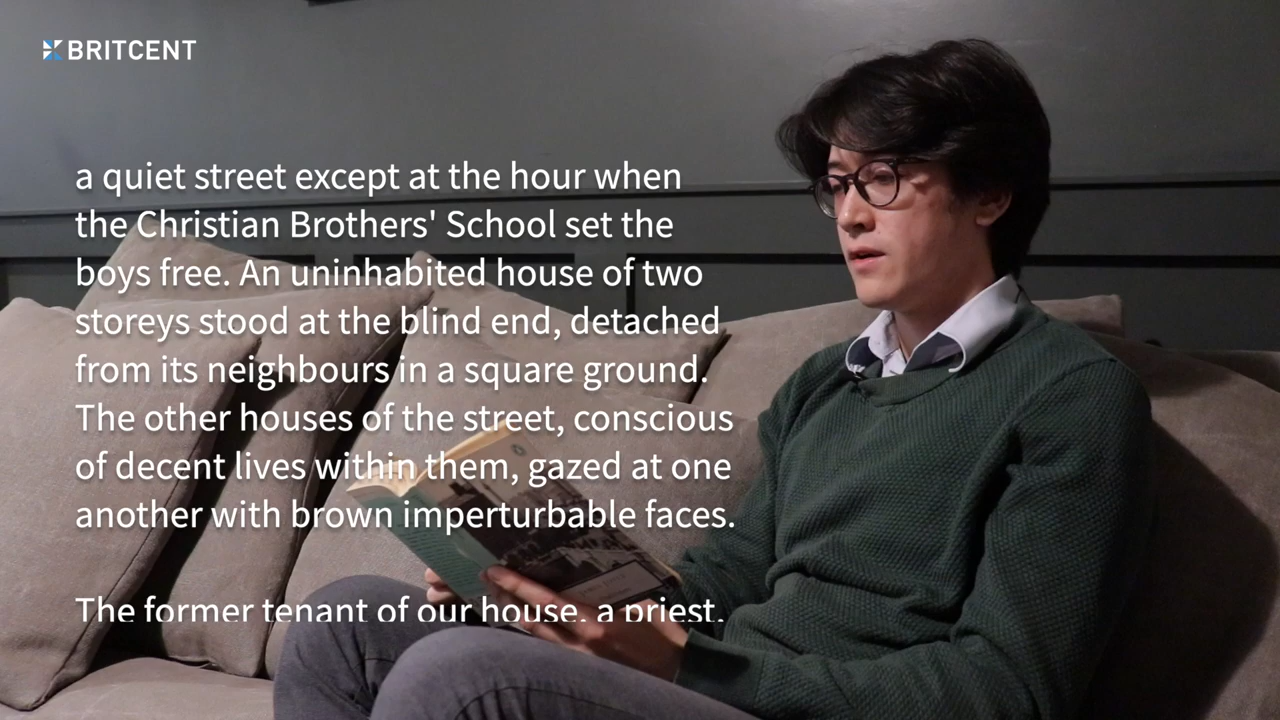 BRITCENT
a quiet street except at the hour when
the Christian Brothers' School set the
boys free. An uninhabited house of two
storeys stood at the blind end, detached
from its neighbours in a square ground.
The other houses of the street, conscious
of decent lives within them, gazed at one
another with brown imperturbable faces.
The former tenant of our house, a priest,